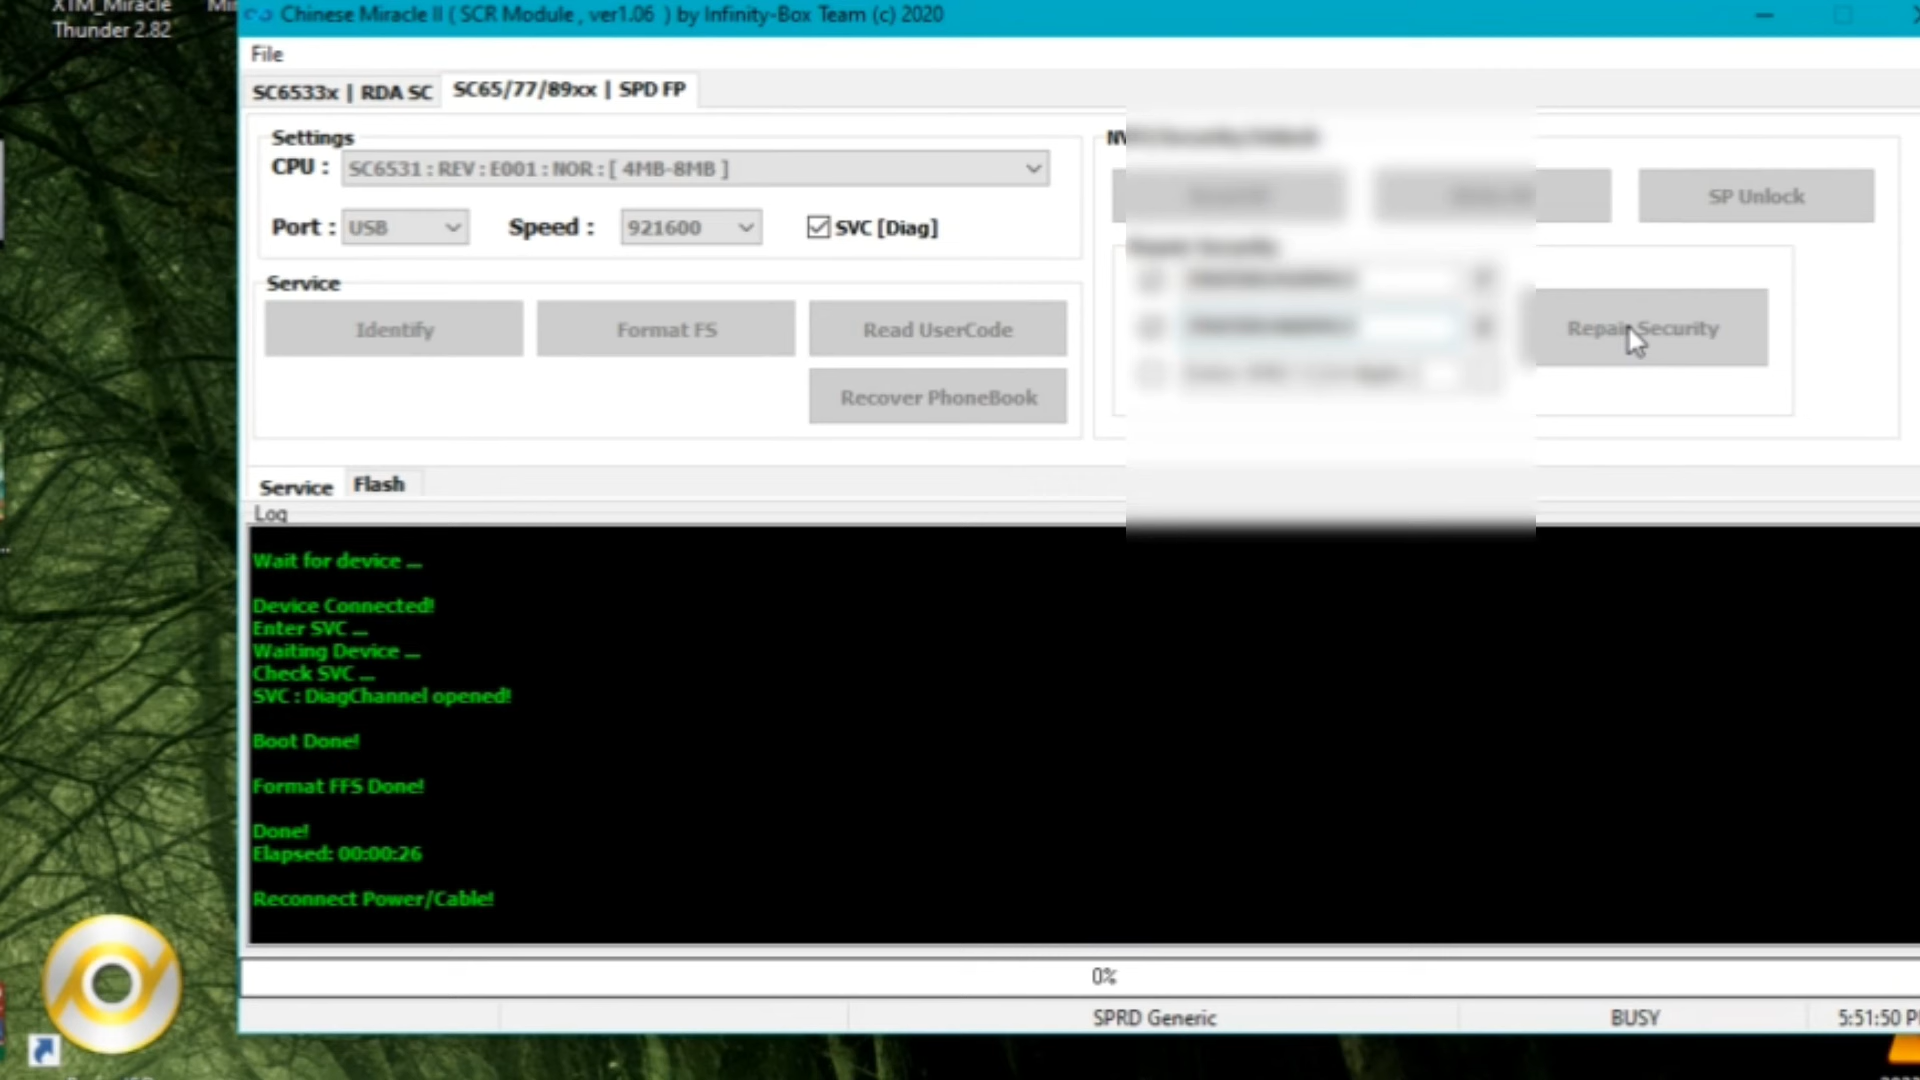 XTM_Miracle
Thunder 2.82
Chinese Miracle II ( SCR Module , ver1.06 ) by Infinity-Box Team (c) 2020
File
SC6533x | RDA SC
SC65/77/89xx | SPD FP
Settings
CPU :
SC6531 : REV : E001 : NOR : [ 4MB-8MB ]
Port :
USB
Speed :
921600
SVC [Diag]
SP Unlock
Service
Identify
Format FS
Read UserCode
Recover PhoneBook
Repair Security
Service
Flash
Log
Wait for device ...
Device Connected!
Enter SVC ...
Waiting Device ...
Check SVC ...
SVC : DiagChannel opened!
Boot Done!
Format FFS Done!
Done!
Elapsed: 00:00:26
Reconnect Power/Cable!
0%
SPRD Generic
BUSY
5:51:50 P